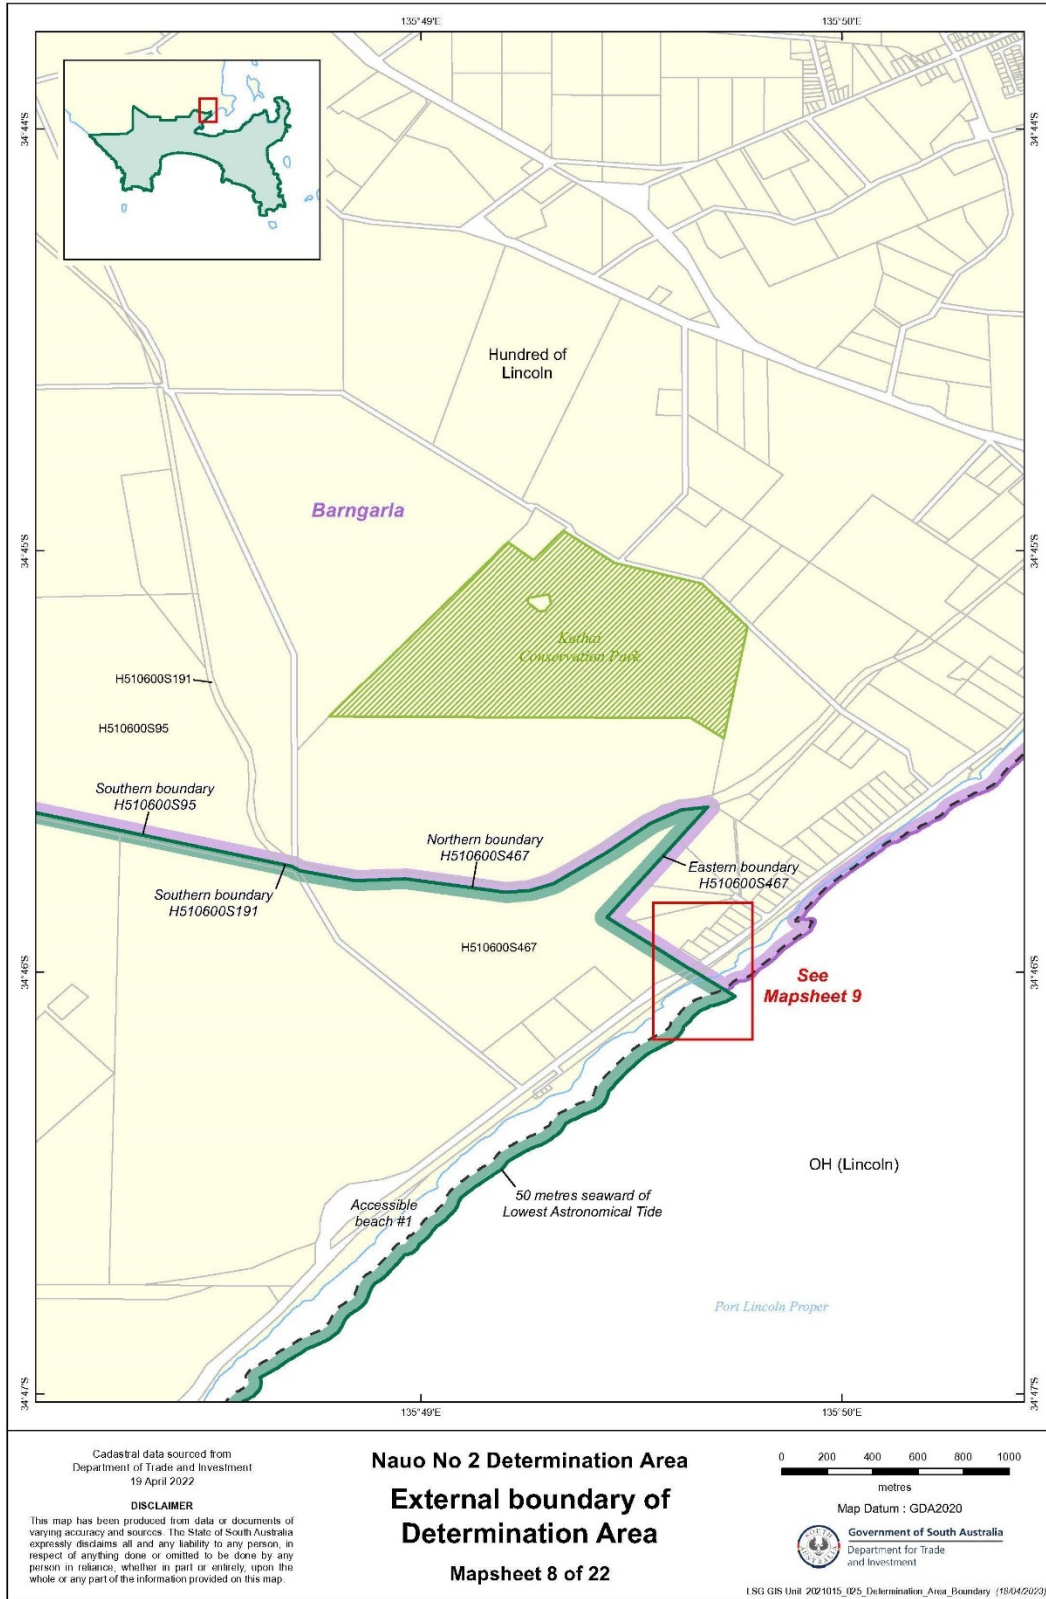 135°49'E
135°50'E
34°44'S
34°44'S
Hundred of
Lincoln
Barngarla
34°45'S
34°45'S
Kathai
Conservation Park
H510600S191
H510600S95
Southern boundary
H510600S95
Northern boundary
H510600S467
Eastern boundary
H510600S467
Southern boundary
H510600S191
H510600S467
34°46'S
34°46'S
See
Mapsheet 9
OH (Lincoln)
50 metres seaward of
Lowest Astronomical Tide
Accessible
beach #1
Port Lincoln Proper
34°47'S
34°47'S
135°49'E
135°50'E
Cadastral data sourced from
Department of Trade and Investment
19 April 2022
DISCLAIMER
This map has been produced from data or documents of
varying accuracy and sources. The State of South Australia
expressly disclaims all and any liability to any person, in
respect of anything done or omitted to be done by any
person in reliance, whether in part or entirely, upon the
whole or any part of the information provided on this map.
Nauo No 2 Determination Area
External boundary of
Determination Area
Mapsheet 8 of 22
0 200 400 600 800 1000
metres
Map Datum : GDA2020
SOUTH AUSTRALIA
Government of South Australia
Department for Trade
and Investment
LSG GIS Unit 2021015_025_Determination_Area_Boundary (18/04/2023)